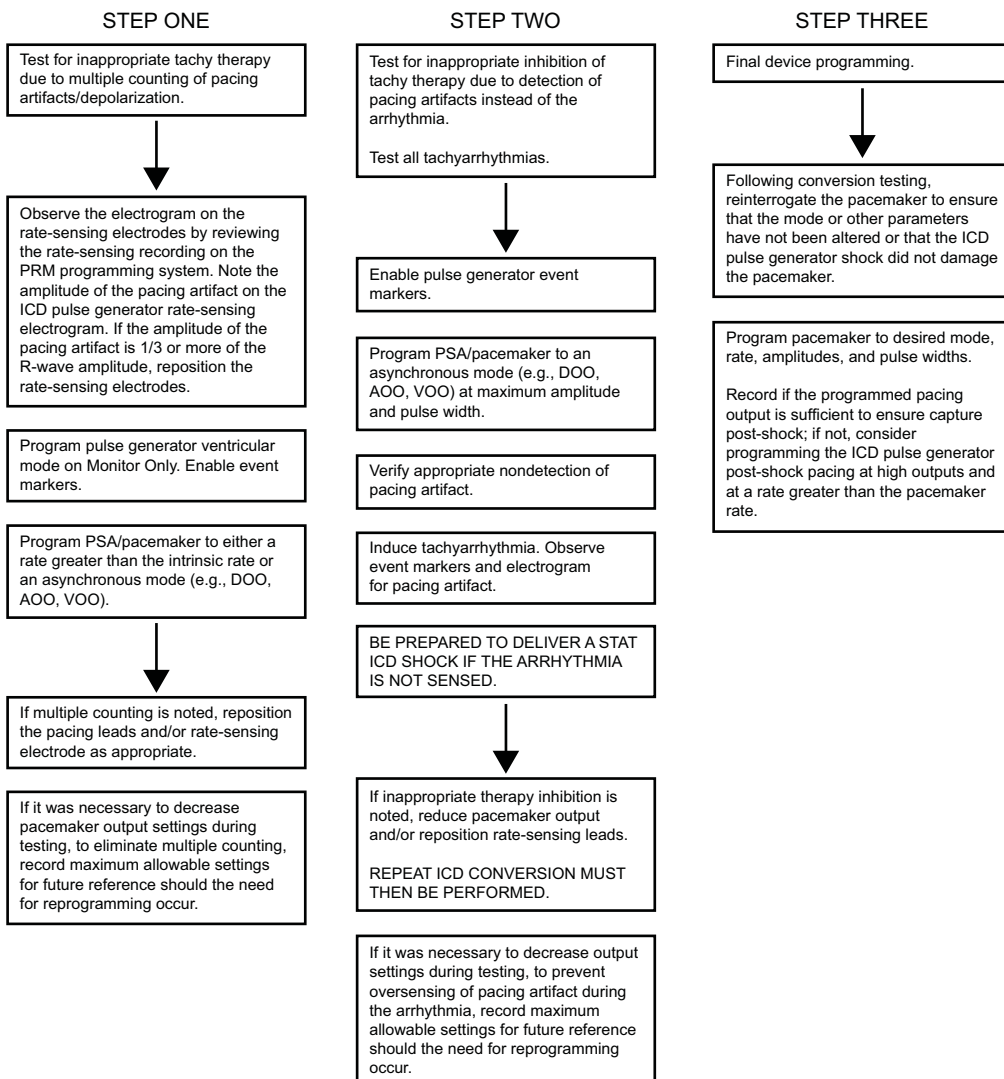 STEP ONE
Test for inappropriate tachy therapy
due to multiple counting of pacing
artifacts/depolarization.
Observe the electrogram on the
rate-sensing electrodes by reviewing
the rate-sensing recording on the
PRM programming system. Note the
amplitude of the pacing artifact on the
ICD pulse generator rate-sensing
electrogram. If the amplitude of the
pacing artifact is 1/3 or more of the
R-wave amplitude, reposition the
rate-sensing electrodes.
Program pulse generator ventricular
mode on Monitor Only. Enable event
markers.
Program PSA/pacemaker to either a
rate greater than the intrinsic rate or
an asynchronous mode (e.g., DOO,
AOO, VOO).
If multiple counting is noted, reposition
the pacing leads and/or rate-sensing
electrode as appropriate.
If it was necessary to decrease
pacemaker output settings during
testing, to eliminate multiple counting,
record maximum allowable settings
for future reference should the need
for reprogramming occur.
STEP TWO
Test for inappropriate inhibition of
tachy therapy due to detection of
pacing artifacts instead of the
arrhythmia.
Test all tachyarrhythmias.
Enable pulse generator event
markers.
Program PSA/pacemaker to an
asynchronous mode (e.g., DOO,
AOO, VOO) at maximum amplitude
and pulse width.
Verify appropriate nondetection of
pacing artifact.
Induce tachyarrhythmia. Observe
event markers and electrogram
for pacing artifact.
BE PREPARED TO DELIVER A STAT
ICD SHOCK IF THE ARRHYTHMIA
IS NOT SENSED.
If inappropriate therapy inhibition is
noted, reduce pacemaker output
and/or reposition rate-sensing leads.
REPEAT ICD CONVERSION MUST
THEN BE PERFORMED.
If it was necessary to decrease output
settings during testing, to prevent
oversensing of pacing artifact during
the arrhythmia, record maximum
allowable settings for future reference
should the need for reprogramming
occur.
STEP THREE
Final device programming.
Following conversion testing,
reinterrogate the pacemaker to ensure
that the mode or other parameters
have not been altered or that the ICD
pulse generator shock did not damage
the pacemaker.
Program pacemaker to desired mode,
rate, amplitudes, and pulse widths.
Record if the programmed pacing
output is sufficient to ensure capture
post-shock; if not, consider
programming the ICD pulse generator
post-shock pacing at high outputs and
at a rate greater than the pacemaker
rate.